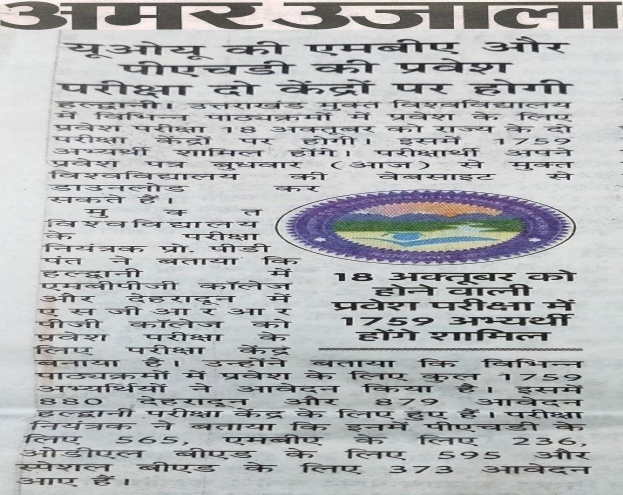 अमर उजाला
यूओयू की एमबीए और
पीएचडी की प्रवेश
परीक्षा दो केंद्रों पर होगी
हल्द्वानी। उत्तराखंड मुक्त विश्वविद्यालय
में विभिन्न पाठ्यक्रमों में प्रवेश के लिए
प्रवेश परीक्षा 18 अक्तूबर को राज्य के दो
परीक्षा केंद्रों पर होगी। इसमें 1759
अभ्यर्थी शामिल होंगे। परीक्षार्थी अपने
प्रवेश पत्र बुधवार (आज) से मुक्त
विश्वविद्यालय की वेबसाइट से
डाउनलोड कर
सकते हैं।
मुक्त
विश्वविद्यालय
के परीक्षा
नियंत्रक प्रो. पीडी
पंत ने बताया कि
हल्द्वानी में
एमबीपीजी कॉलेज
और देहरादून में
एसजीआरआर
पीजी कॉलेज को
प्रवेश परीक्षा के
लिए परीक्षा केंद्र
बनाया है। उन्होंने बताया कि विभिन्न
पाठ्यक्रमों में प्रवेश के लिए कुल 1759
अभ्यर्थियों ने आवेदन किया है। इसमें
880 देहरादून और 879 आवेदन
हल्द्वानी परीक्षा केंद्र के लिए हुए हैं। परीक्षा
नियंत्रक ने बताया कि इनमें पीएचडी के
लिए 565, एमबीए के लिए 236,
ओडीएल बीएड के लिए 595 और
स्पेशल बीएड के लिए 373 आवेदन
आए हैं।
18 अक्तूबर को
होने वाली
प्रवेश परीक्षा में
1759 अभ्यर्थी
होंगे शामिल